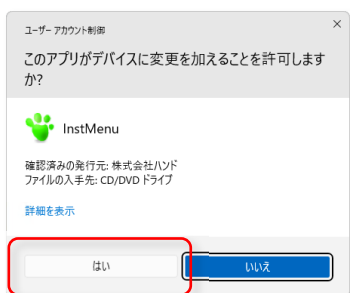 ユーザー アカウント制御
このアプリがデバイスに変更を加えることを許可します
か?
InstMenu
確認済みの発行元: 株式会社ハンド
ファイルの入手先: CD/DVD ドライブ
詳細を表示
はい
いいえ